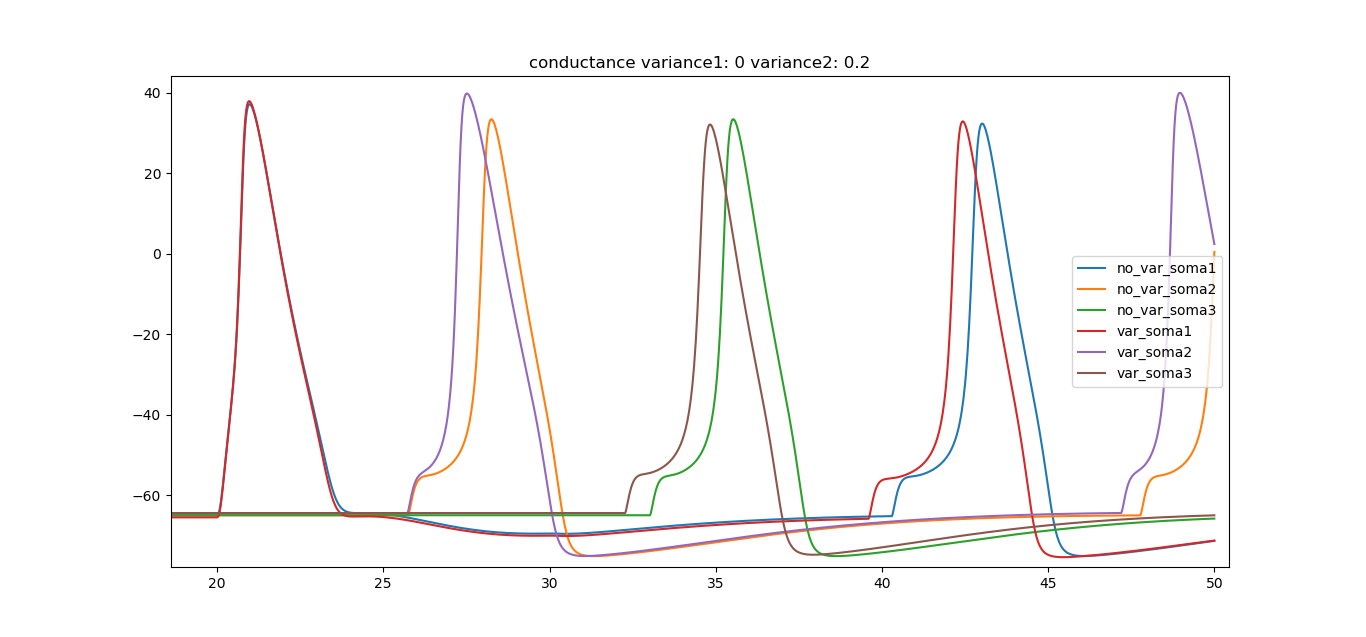 conductance variance1: 0 variance2: 0.2
40
20
0
−20
−40
−60
no_var_soma1
no_var_soma2
no_var_soma3
var_soma1
var_soma2
var_soma3
20 25 30 35 40 45 50